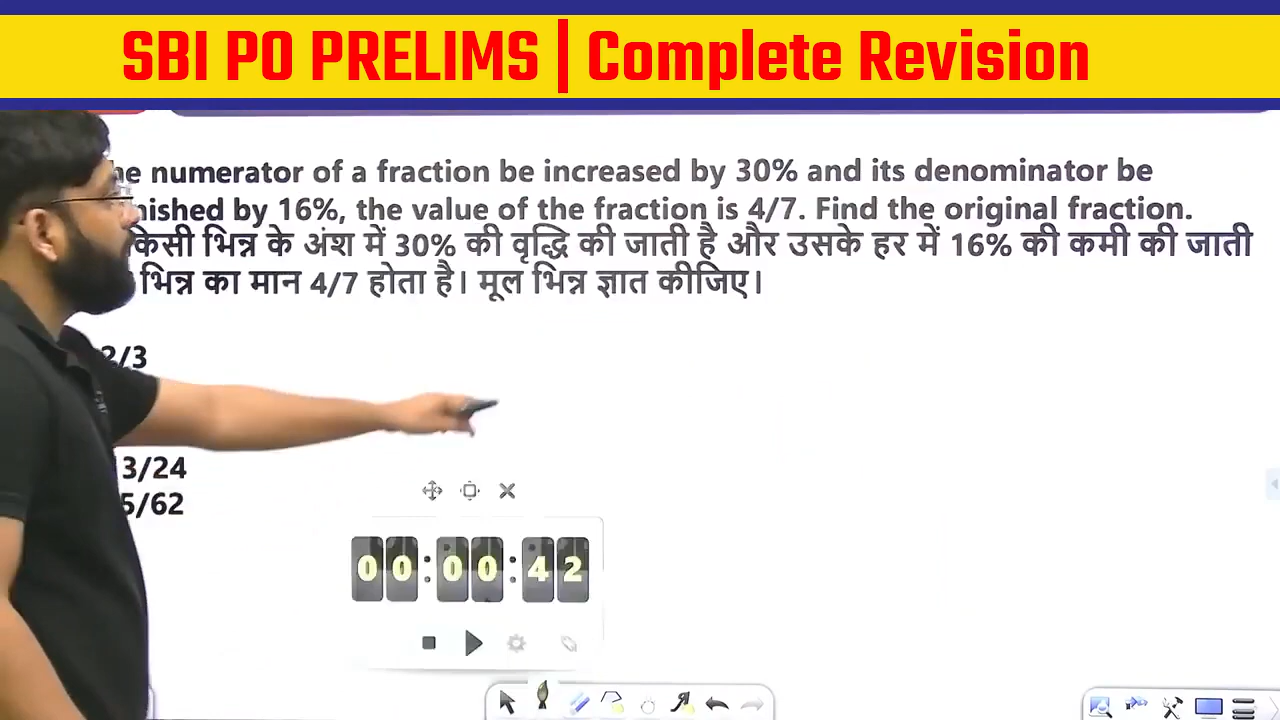 SBI PO PRELIMS | Complete Revision
numerator of a fraction be increased by 30% and its denominator be
by 16%, the value of the fraction is 4/7. Find the original fraction.
किसी भिन्न के अंश में 30% की वृद्धि की जाती है और उसके हर में 16% की कमी की जाती
भिन्न का मान 4/7 होता है। मूल भिन्न ज्ञात कीजिए।
2/3
3/24
5/62
00:00:42